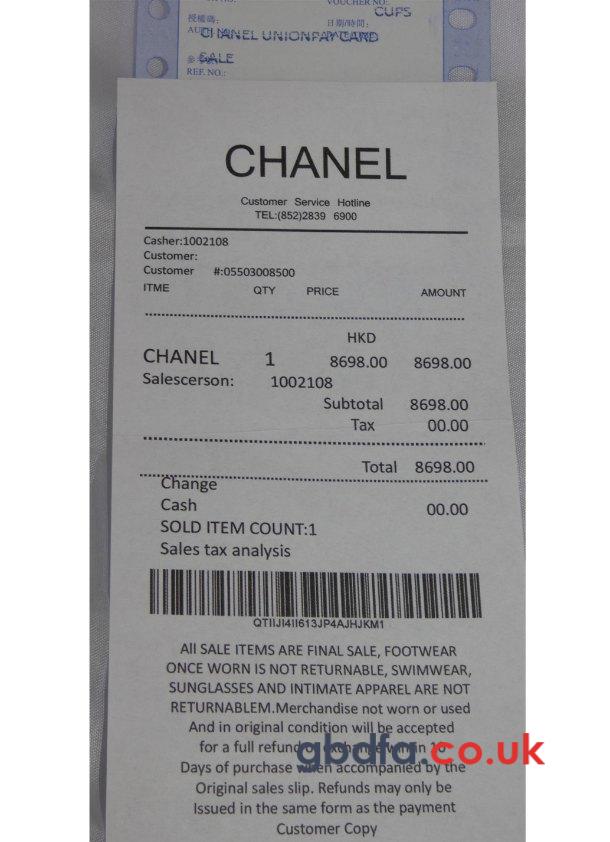 VOUCHER NO.:
CUPS
授權碼:
日期/時間:
CHANEL UNIONPAY CARD
SALE
REF. NO.:
CHANEL
Customer Service Hotline
TEL:(852)2839 6900
Casher:1002108
Customer:
Customer #:05503008500
ITME QTY PRICE AMOUNT
HKD
CHANEL 1 8698.00 8698.00
Salescerson: 1002108
Subtotal 8698.00
Tax 00.00
Total 8698.00
Change
Cash 00.00
SOLD ITEM COUNT:1
Sales tax analysis
QTIIJI4II613JP4AJHJKM1
All SALE ITEMS ARE FINAL SALE, FOOTWEAR
ONCE WORN IS NOT RETURNABLE, SWIMWEAR,
SUNGLASSES AND INTIMATE APPAREL ARE NOT
RETURNABLEM.Merchandise not worn or used
And in original condition will be accepted
for a full refund or exchange within 10
gbdfa.co.uk
Days of purchase when accompanied by the
Original sales slip. Refunds may only be
Issued in the same form as the payment
Customer Copy